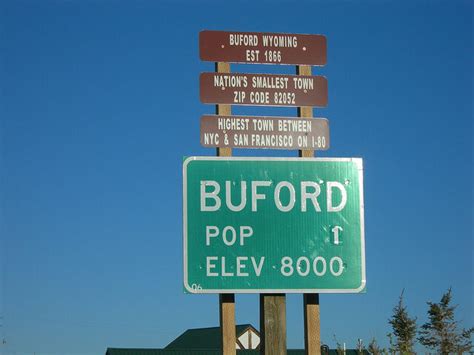 BUFORD WYOMING
EST 1866
NATION'S SMALLEST TOWN
ZIP CODE 82052
HIGHEST TOWN BETWEEN
NYC & SAN FRANCISCO ON I-80
BUFORD
POP 1
ELEV 8000
06